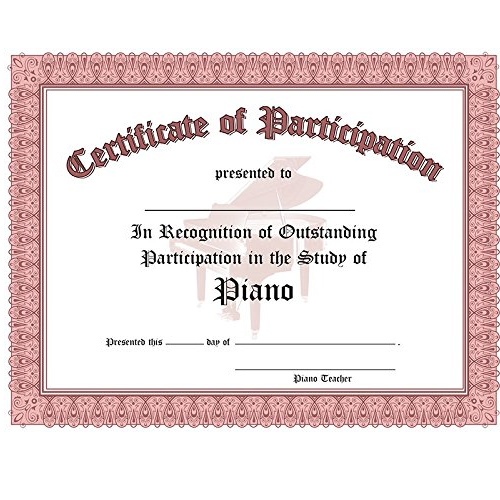 Certificate of Participation
presented to
In Recognition of Outstanding
Participation in the Study of
Piano
Presented this ________ day of ________________________________ .
Piano Teacher